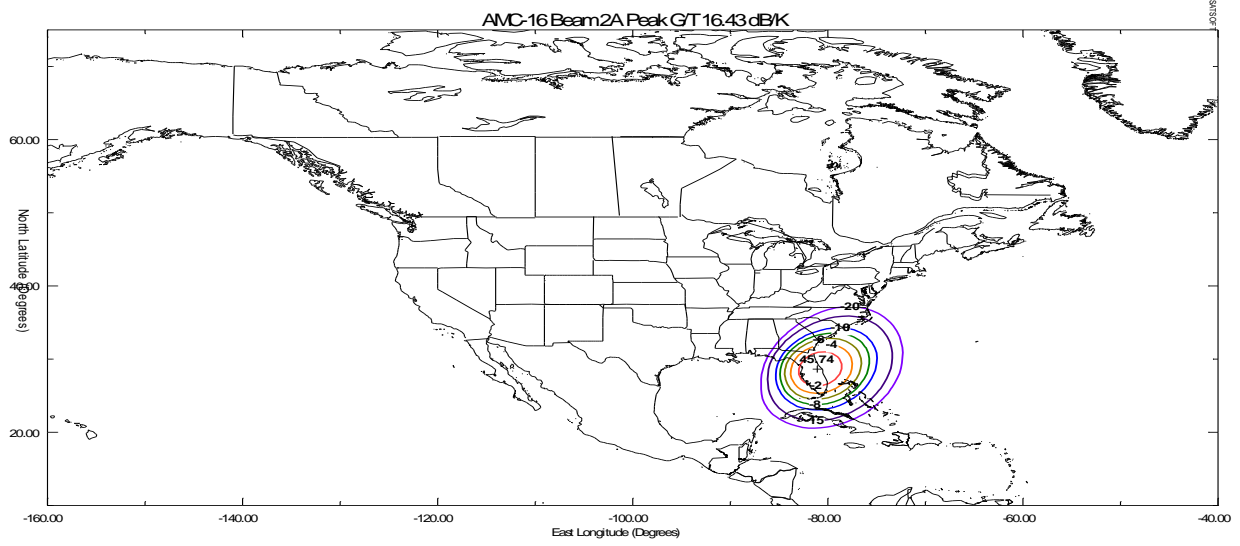 AMC-16 Beam 2A Peak G/T 16.43 dB/K
SATSOFT
60.00
North Latitude (Degrees)
40.00
20.00
-20
-10
-6
-4
45.74
-2
-8
-15
-160.00 -140.00 -120.00 -100.00 -80.00 -60.00 -40.00
East Longitude (Degrees)